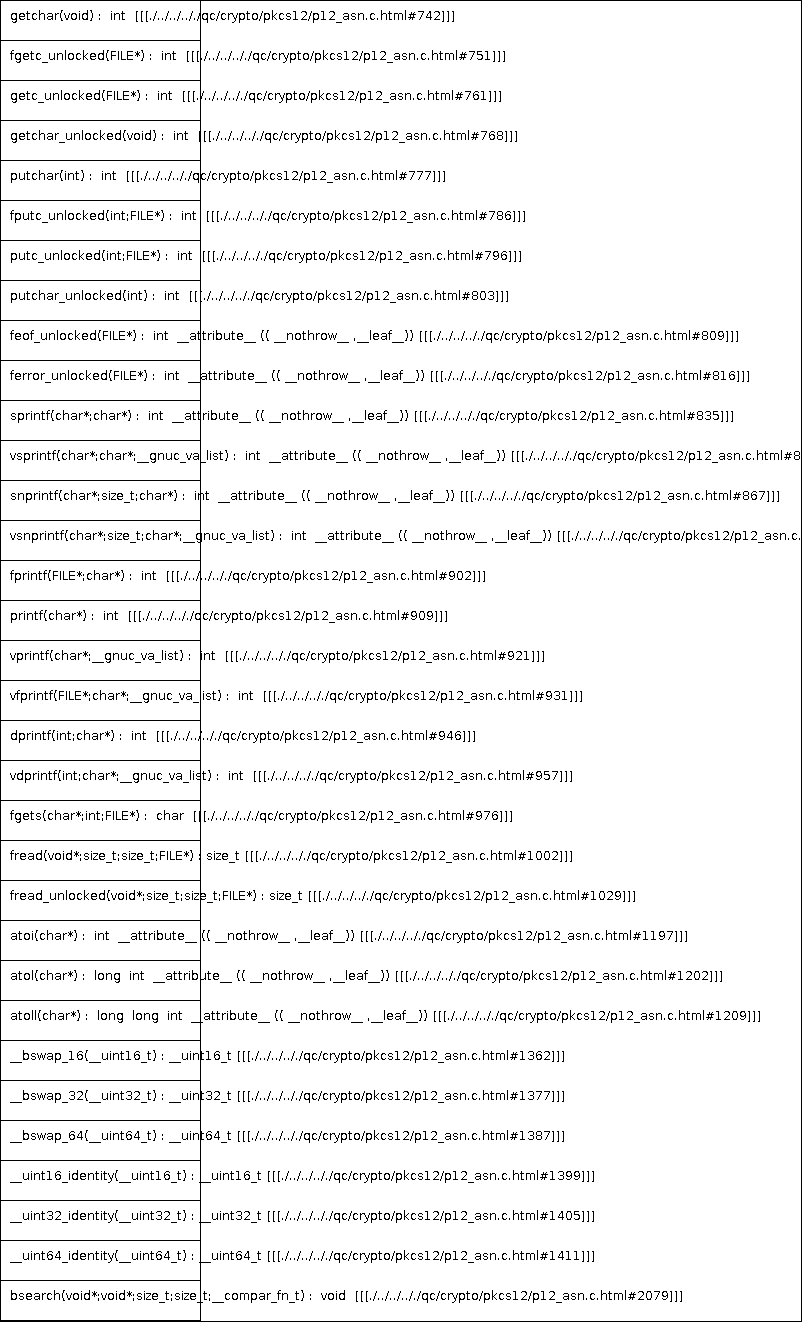 getchar(void) :  int  [[[./../../../../qc/crypto/pkcs12/p12_asn.c.html#742]]]
fgetc_unlocked(FILE*) :  int  [[[./../../../../qc/crypto/pkcs12/p12_asn.c.html#751]]]
getc_unlocked(FILE*) :  int  [[[./../../../../qc/crypto/pkcs12/p12_asn.c.html#761]]]
getchar_unlocked(void) :  int  [[[./../../../../qc/crypto/pkcs12/p12_asn.c.html#768]]]
putchar(int) :  int  [[[./../../../../qc/crypto/pkcs12/p12_asn.c.html#777]]]
fputc_unlocked(int;FILE*) :  int  [[[./../../../../qc/crypto/pkcs12/p12_asn.c.html#786]]]
putc_unlocked(int;FILE*) :  int  [[[./../../../../qc/crypto/pkcs12/p12_asn.c.html#796]]]
putchar_unlocked(int) :  int  [[[./../../../../qc/crypto/pkcs12/p12_asn.c.html#803]]]
feof_unlocked(FILE*) :  int  __attribute__ (( __nothrow__ ,__leaf__)) [[[./../../../../qc/crypto/pkcs12/p12_asn.c.html#809]]]
ferror_unlocked(FILE*) :  int  __attribute__ (( __nothrow__ ,__leaf__)) [[[./../../../../qc/crypto/pkcs12/p12_asn.c.html#816]]]
sprintf(char*;char*) :  int  __attribute__ (( __nothrow__ ,__leaf__)) [[[./../../../../qc/crypto/pkcs12/p12_asn.c.html#835]]]
vsprintf(char*;char*;__gnuc_va_list) :  int  __attribute__ (( __nothrow__ ,__leaf__)) [[[./../../../../qc/crypto/pkcs12/p12_asn.c.html#8
snprintf(char*;size_t;char*) :  int  __attribute__ (( __nothrow__ ,__leaf__)) [[[./../../../../qc/crypto/pkcs12/p12_asn.c.html#867]]]
vsnprintf(char*;size_t;char*;__gnuc_va_list) :  int  __attribute__ (( __nothrow__ ,__leaf__)) [[[./../../../../qc/crypto/pkcs12/p12_asn.c.
fprintf(FILE*;char*) :  int  [[[./../../../../qc/crypto/pkcs12/p12_asn.c.html#902]]]
printf(char*) :  int  [[[./../../../../qc/crypto/pkcs12/p12_asn.c.html#909]]]
vprintf(char*;__gnuc_va_list) :  int  [[[./../../../../qc/crypto/pkcs12/p12_asn.c.html#921]]]
vfprintf(FILE*;char*;__gnuc_va_list) :  int  [[[./../../../../qc/crypto/pkcs12/p12_asn.c.html#931]]]
dprintf(int;char*) :  int  [[[./../../../../qc/crypto/pkcs12/p12_asn.c.html#946]]]
vdprintf(int;char*;__gnuc_va_list) :  int  [[[./../../../../qc/crypto/pkcs12/p12_asn.c.html#957]]]
fgets(char*;int;FILE*) :  char  [[[./../../../../qc/crypto/pkcs12/p12_asn.c.html#976]]]
fread(void*;size_t;size_t;FILE*) : size_t [[[./../../../../qc/crypto/pkcs12/p12_asn.c.html#1002]]]
fread_unlocked(void*;size_t;size_t;FILE*) : size_t [[[./../../../../qc/crypto/pkcs12/p12_asn.c.html#1029]]]
atoi(char*) :  int  __attribute__ (( __nothrow__ ,__leaf__)) [[[./../../../../qc/crypto/pkcs12/p12_asn.c.html#1197]]]
atol(char*) :  long  int  __attribute__ (( __nothrow__ ,__leaf__)) [[[./../../../../qc/crypto/pkcs12/p12_asn.c.html#1202]]]
atoll(char*) :  long  long  int  __attribute__ (( __nothrow__ ,__leaf__)) [[[./../../../../qc/crypto/pkcs12/p12_asn.c.html#1209]]]
__bswap_16(__uint16_t) : __uint16_t [[[./../../../../qc/crypto/pkcs12/p12_asn.c.html#1362]]]
__bswap_32(__uint32_t) : __uint32_t [[[./../../../../qc/crypto/pkcs12/p12_asn.c.html#1377]]]
__bswap_64(__uint64_t) : __uint64_t [[[./../../../../qc/crypto/pkcs12/p12_asn.c.html#1387]]]
__uint16_identity(__uint16_t) : __uint16_t [[[./../../../../qc/crypto/pkcs12/p12_asn.c.html#1399]]]
__uint32_identity(__uint32_t) : __uint32_t [[[./../../../../qc/crypto/pkcs12/p12_asn.c.html#1405]]]
__uint64_identity(__uint64_t) : __uint64_t [[[./../../../../qc/crypto/pkcs12/p12_asn.c.html#1411]]]
bsearch(void*;void*;size_t;size_t;__compar_fn_t) :  void  [[[./../../../../qc/crypto/pkcs12/p12_asn.c.html#2079]]]